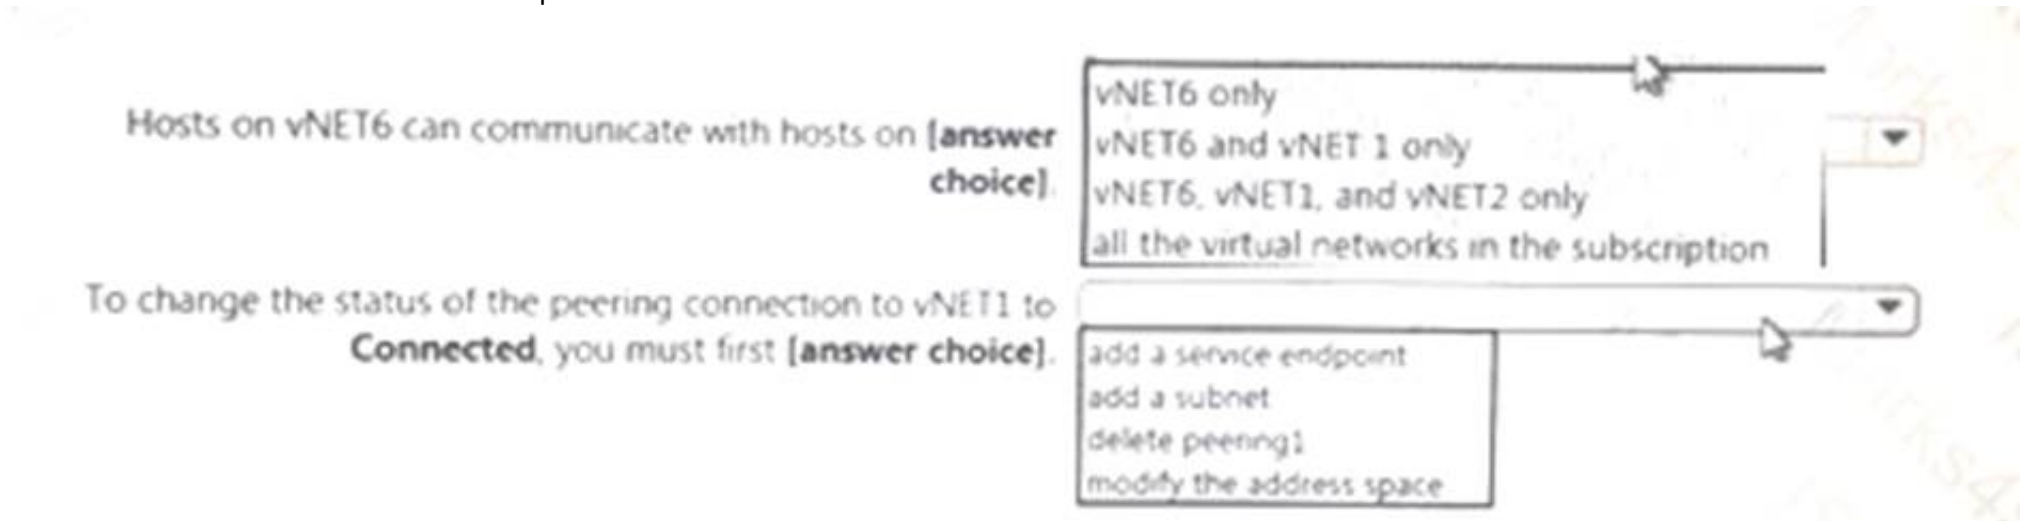 Hosts on vNET6 can communicate with hosts on [answer
choice].
vNET6 only
vNET6 and vNET 1 only
vNET6, vNET1, and vNET2 only
all the virtual networks in the subscription
To change the status of the peering connection to vNET1 to
Connected, you must first [answer choice].
add a service endpoint
add a subnet
delete peering1
modify the address space